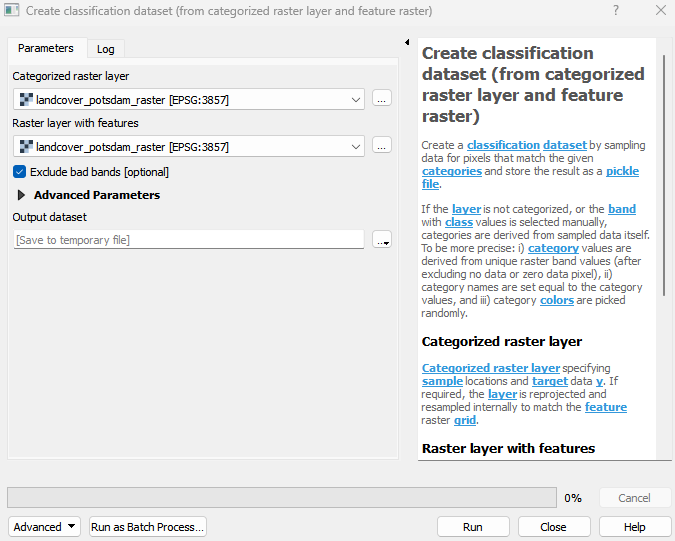 Create classification dataset (from categorized raster layer and feature raster)
?
Parameters
Log
Categorized raster layer
landcover_potsdam_raster [EPSG:3857]
...
Raster layer with features
landcover_potsdam_raster [EPSG:3857]
...
Exclude bad bands [optional]
Advanced Parameters
Output dataset
[Save to temporary file]
...
Create classification
dataset (from categorized
raster layer and feature
raster)
Create a classification dataset by sampling
data for pixels that match the given
categories and store the result as a pickle
file.
If the layer is not categorized, or the band
with class values is selected manually,
categories are derived from sampled data itself.
To be more precise: i) category values are
derived from unique raster band values (after
excluding no data or zero data pixel), ii)
category names are set equal to the category
values, and iii) category colors are picked
randomly.
Categorized raster layer
Categorized raster layer specifying
sample locations and target data y. If
required, the layer is reprojected and
resampled internally to match the feature
raster grid.
Raster layer with features
0%
Cancel
Advanced
Run as Batch Process...
Run
Close
Help